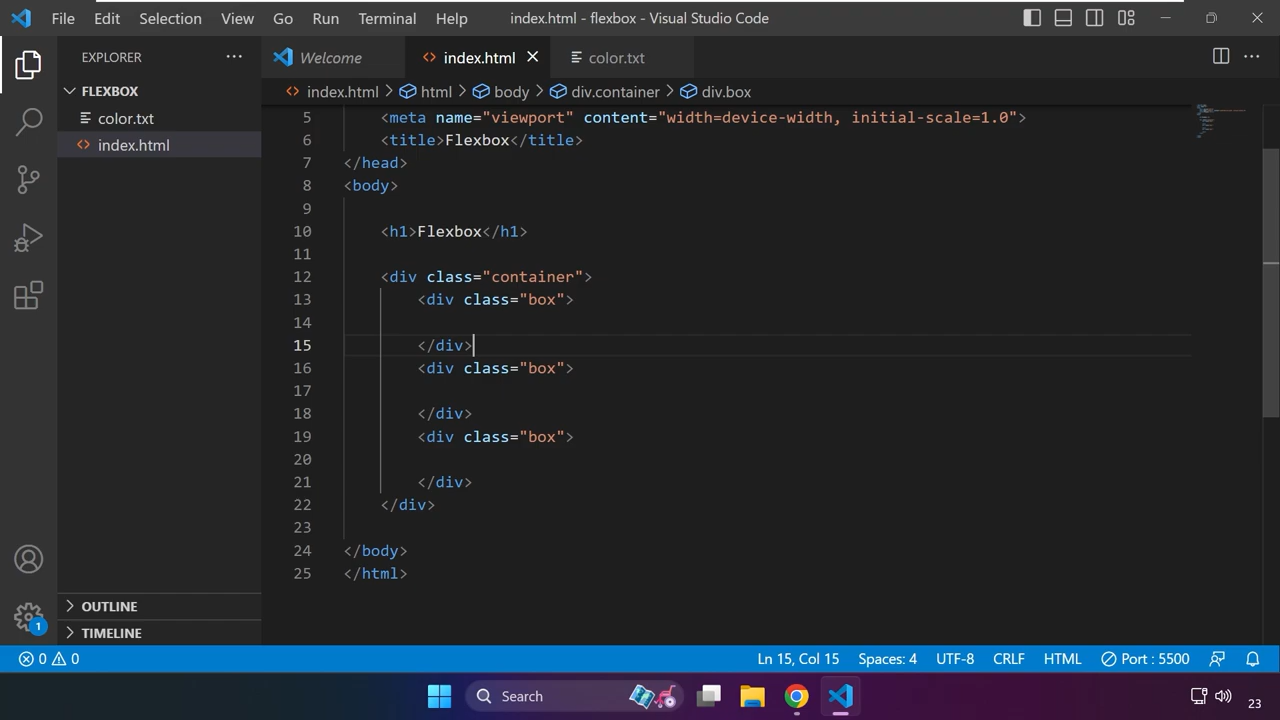 File Edit Selection View Go Run Terminal Help index.html - flexbox - Visual Studio Code
EXPLORER
FLEXBOX
color.txt
index.html
OUTLINE
TIMELINE
Welcome index.html color.txt
index.html > html > body > div.container > div.box
5 <meta name="viewport" content="width=device-width, initial-scale=1.0">
6 <title>Flexbox</title>
7 </head>
8 <body>
9
10 <h1>Flexbox</h1>
11
12 <div class="container">
13 <div class="box">
14
15 </div>
16 <div class="box">
17
18 </div>
19 <div class="box">
20
21 </div>
22 </div>
23
24 </body>
25 </html>
1
0 0 Ln 15, Col 15 Spaces: 4 UTF-8 CRLF HTML Port : 5500
Search
23